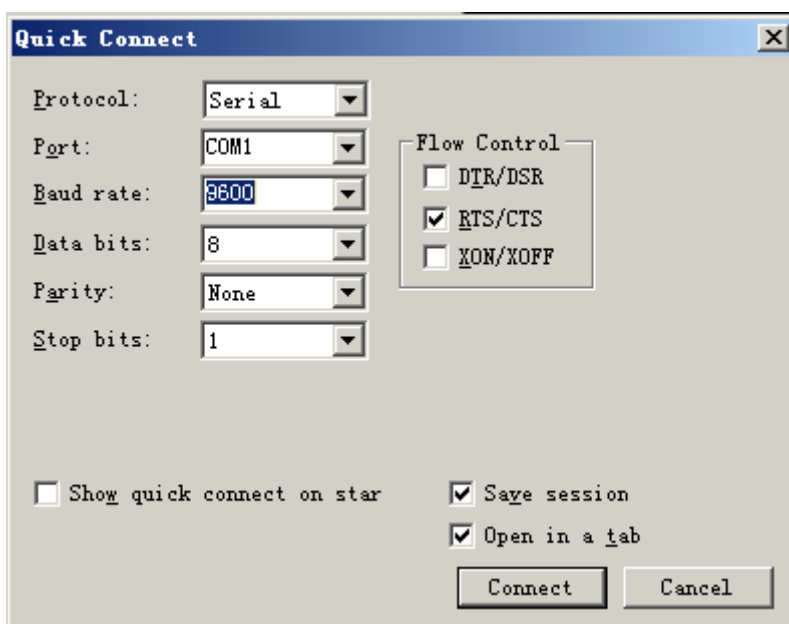 Quick Connect
Protocol: Serial
Port: COM1
Baud rate: 9600
Data bits: 8
Parity: None
Stop bits: 1
Flow Control
DTR/DSR
RTS/CTS
XON/XOFF
Show quick connect on star
Save session
Open in a tab
Connect Cancel